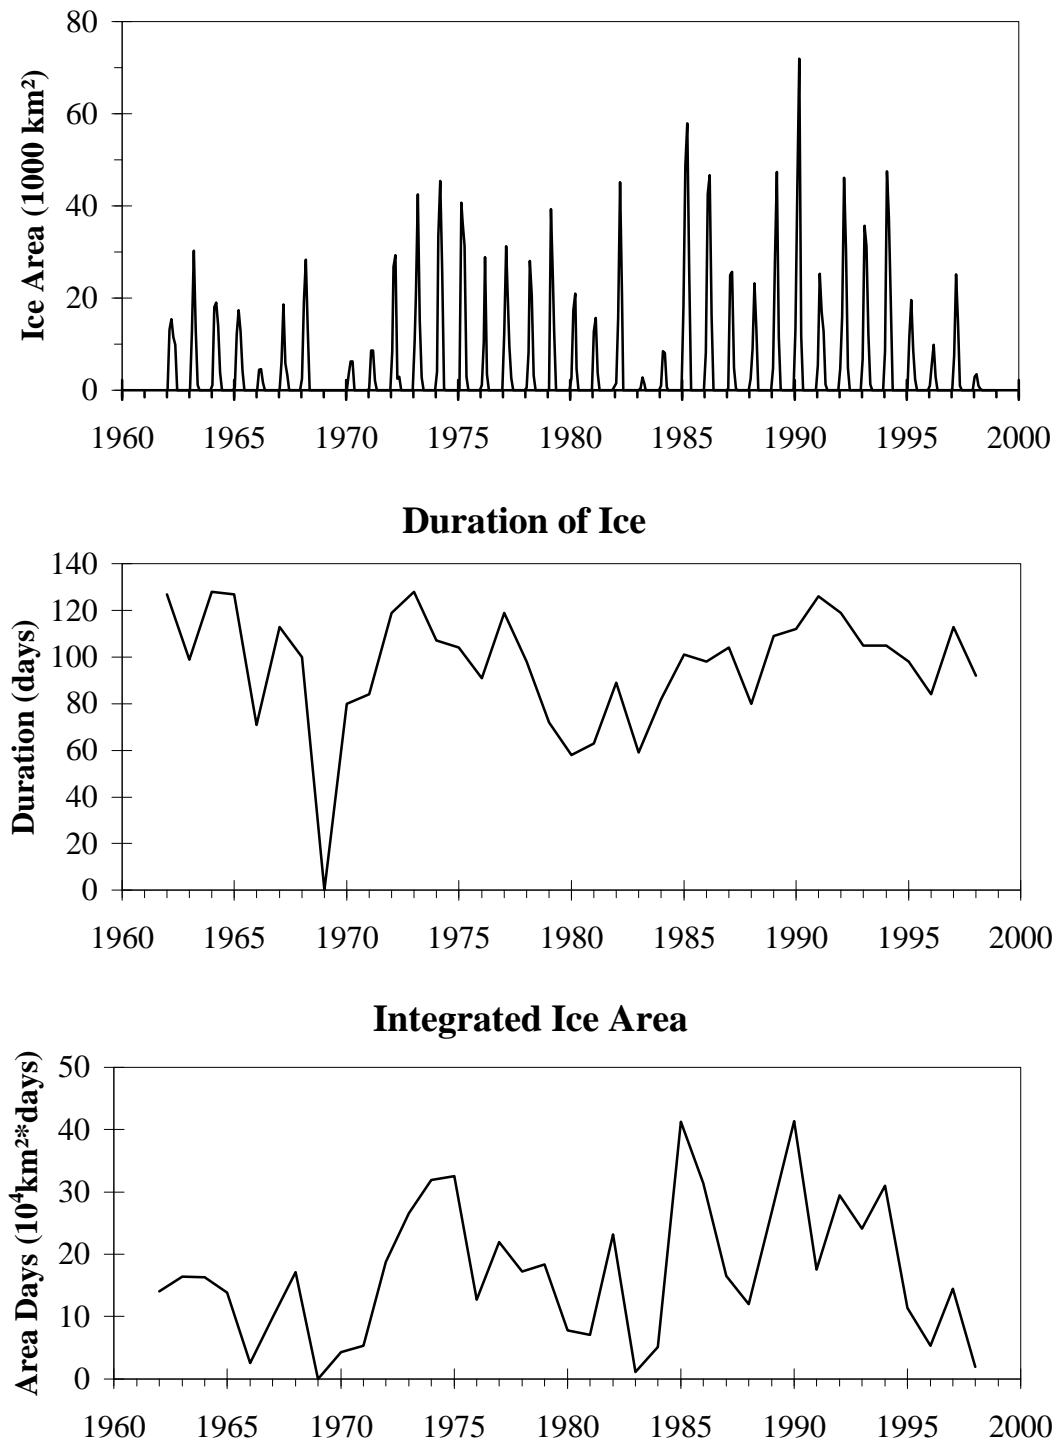 80
60
40
20
0
Ice Area (1000 km²)
1960 1965 1970 1975 1980 1985 1990 1995 2000
Duration of Ice
140
120
100
80
60
40
20
0
Duration (days)
1960 1965 1970 1975 1980 1985 1990 1995 2000
Integrated Ice Area
50
40
30
20
10
0
Area Days (10⁴km²*days)
1960 1965 1970 1975 1980 1985 1990 1995 2000